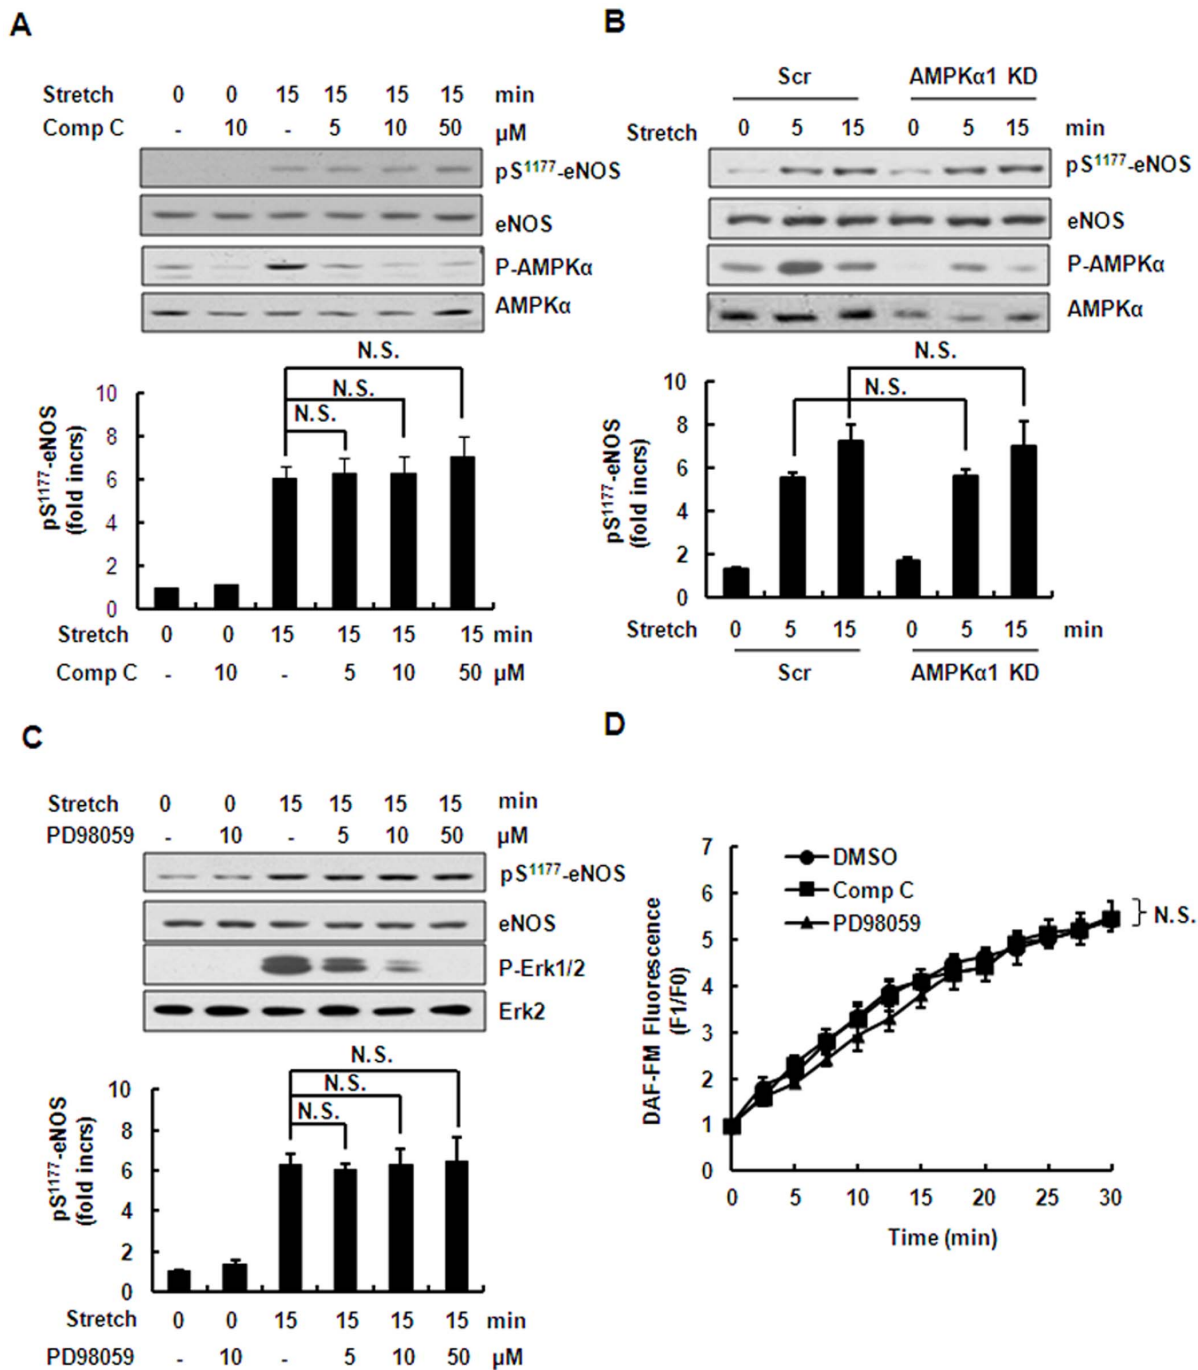 A
Stretch 0 0 15 15 15 15 min
Comp C - 10 - 5 10 50 µM
pS1177-eNOS
eNOS
P-AMPKα
AMPKα
N.S.
N.S.
N.S.
10
8
6
4
2
0
pS1177-eNOS
(fold incrs)
Stretch 0 0 15 15 15 15 min
Comp C - 10 - 5 10 50 µM
B
Scr AMPKα1 KD
Stretch 0 5 15 0 5 15 min
pS1177-eNOS
eNOS
P-AMPKα
AMPKα
N.S.
N.S.
10
8
6
4
2
0
pS1177-eNOS
(fold incrs)
Stretch 0 5 15 0 5 15 min
Scr AMPKα1 KD
C
Stretch 0 0 15 15 15 15 min
PD98059 - 10 - 5 10 50 µM
pS1177-eNOS
eNOS
P-Erk1/2
Erk2
N.S.
N.S.
N.S.
10
8
6
4
2
0
pS1177-eNOS
(fold incrs)
Stretch 0 0 15 15 15 15 min
PD98059 - 10 - 5 10 50 µM
D
7
6
5
4
3
2
1
0
DAF-FM Fluorescence
(F1/F0)
DMSO
Comp C
PD98059
N.S.
0 5 10 15 20 25 30
Time (min)